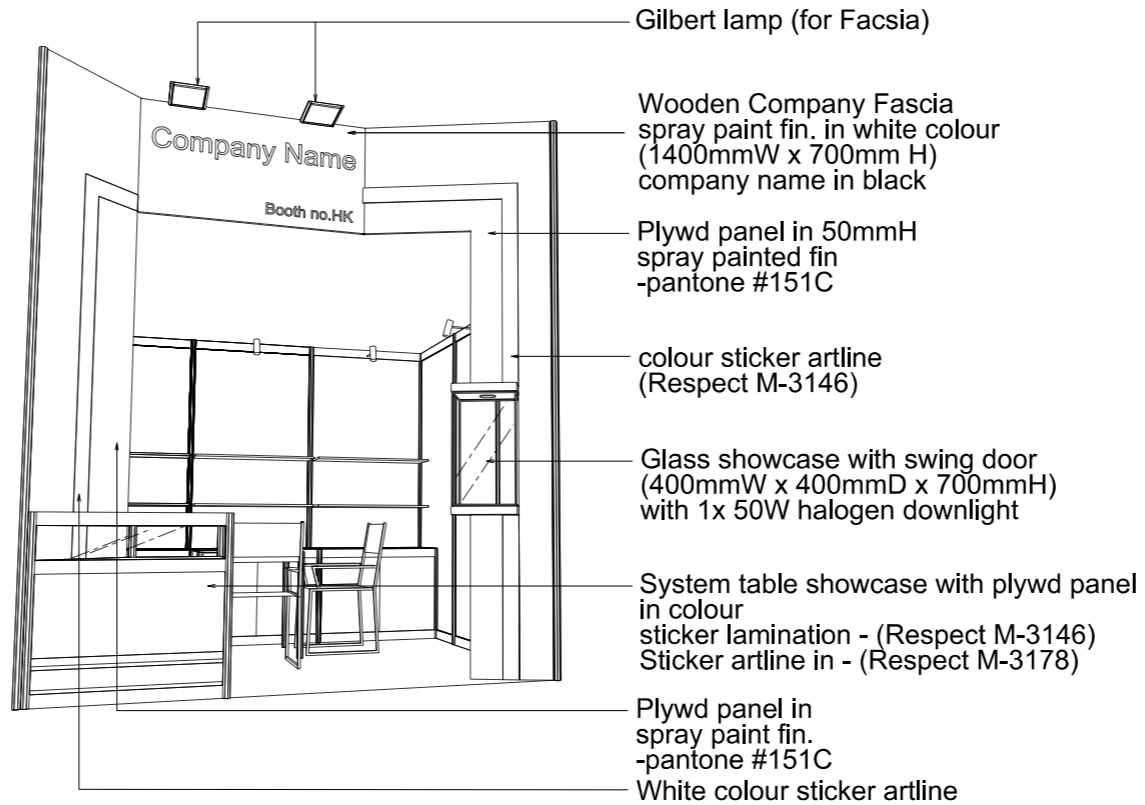 Gilbert lamp (for Facsia)
Company Name
Booth no.HK
Wooden Company Fascia
spray paint fin. in white colour
(1400mmW x 700mm H)
company name in black
Plywd panel in 50mmH
spray painted fin
-pantone #151C
colour sticker artline
(Respect M-3146)
Glass showcase with swing door
(400mmW x 400mmD x 700mmH)
with 1x 50W halogen downlight
System table showcase with plywd panel
in colour
sticker lamination - (Respect M-3146)
Sticker artline in - (Respect M-3178)
Plywd panel in
spray paint fin.
-pantone #151C
White colour sticker artline